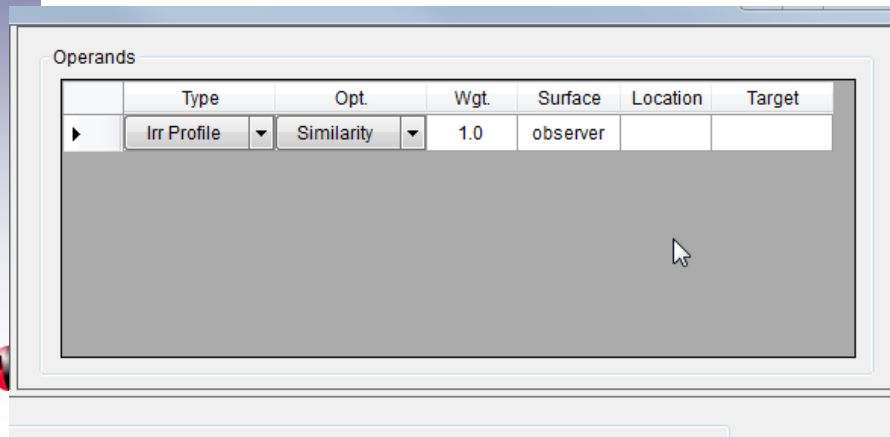 Operands
Type Opt. Wgt. Surface Location Target
Irr Profile Similarity 1.0 observer